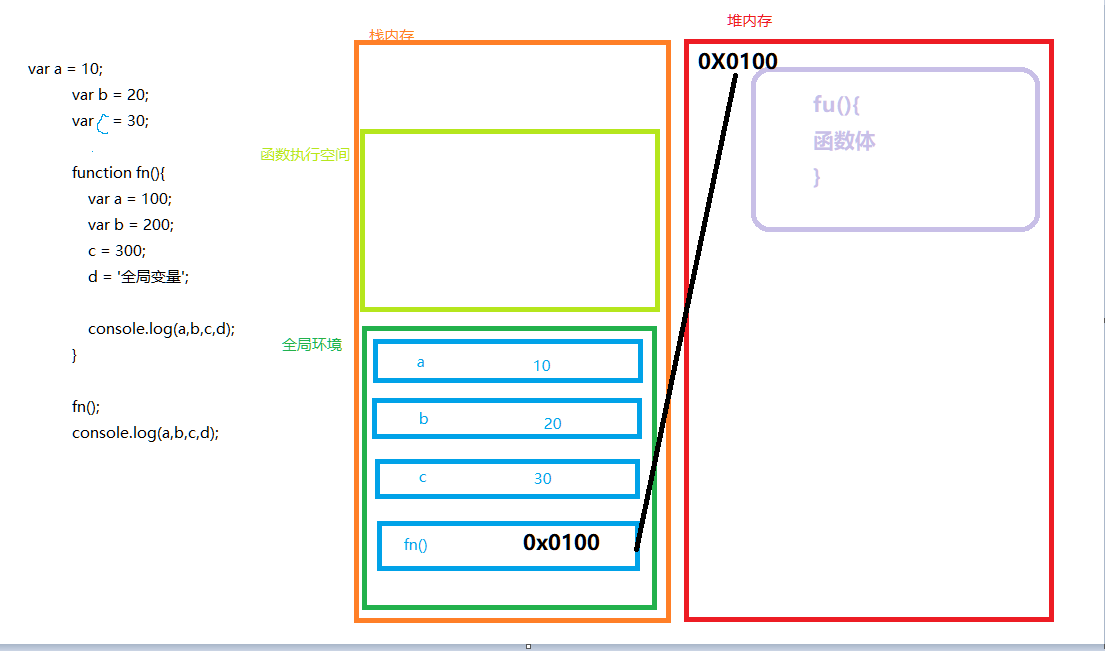 var a = 10;
var b = 20;
var c = 30;
function fn(){
var a = 100;
var b = 200;
c = 300;
d = '全局变量';
console.log(a,b,c,d);
}
fn();
console.log(a,b,c,d);
栈内存
函数执行空间
全局环境
a 10
b 20
c 30
fn() 0x0100
堆内存
0X0100
fu(){
函数体
}